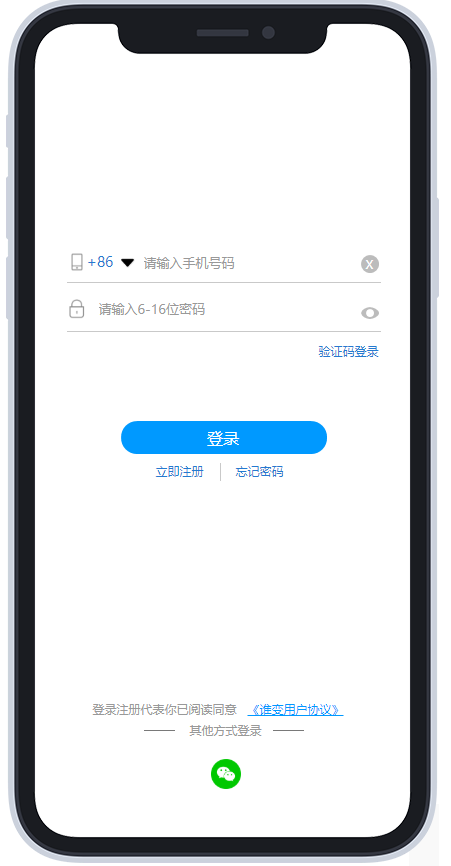 +86 请输入手机号码 X
请输入6-16位密码
验证码登录
登录
立即注册 忘记密码
登录注册代表你已阅读同意 《谁变用户协议》
其他方式登录